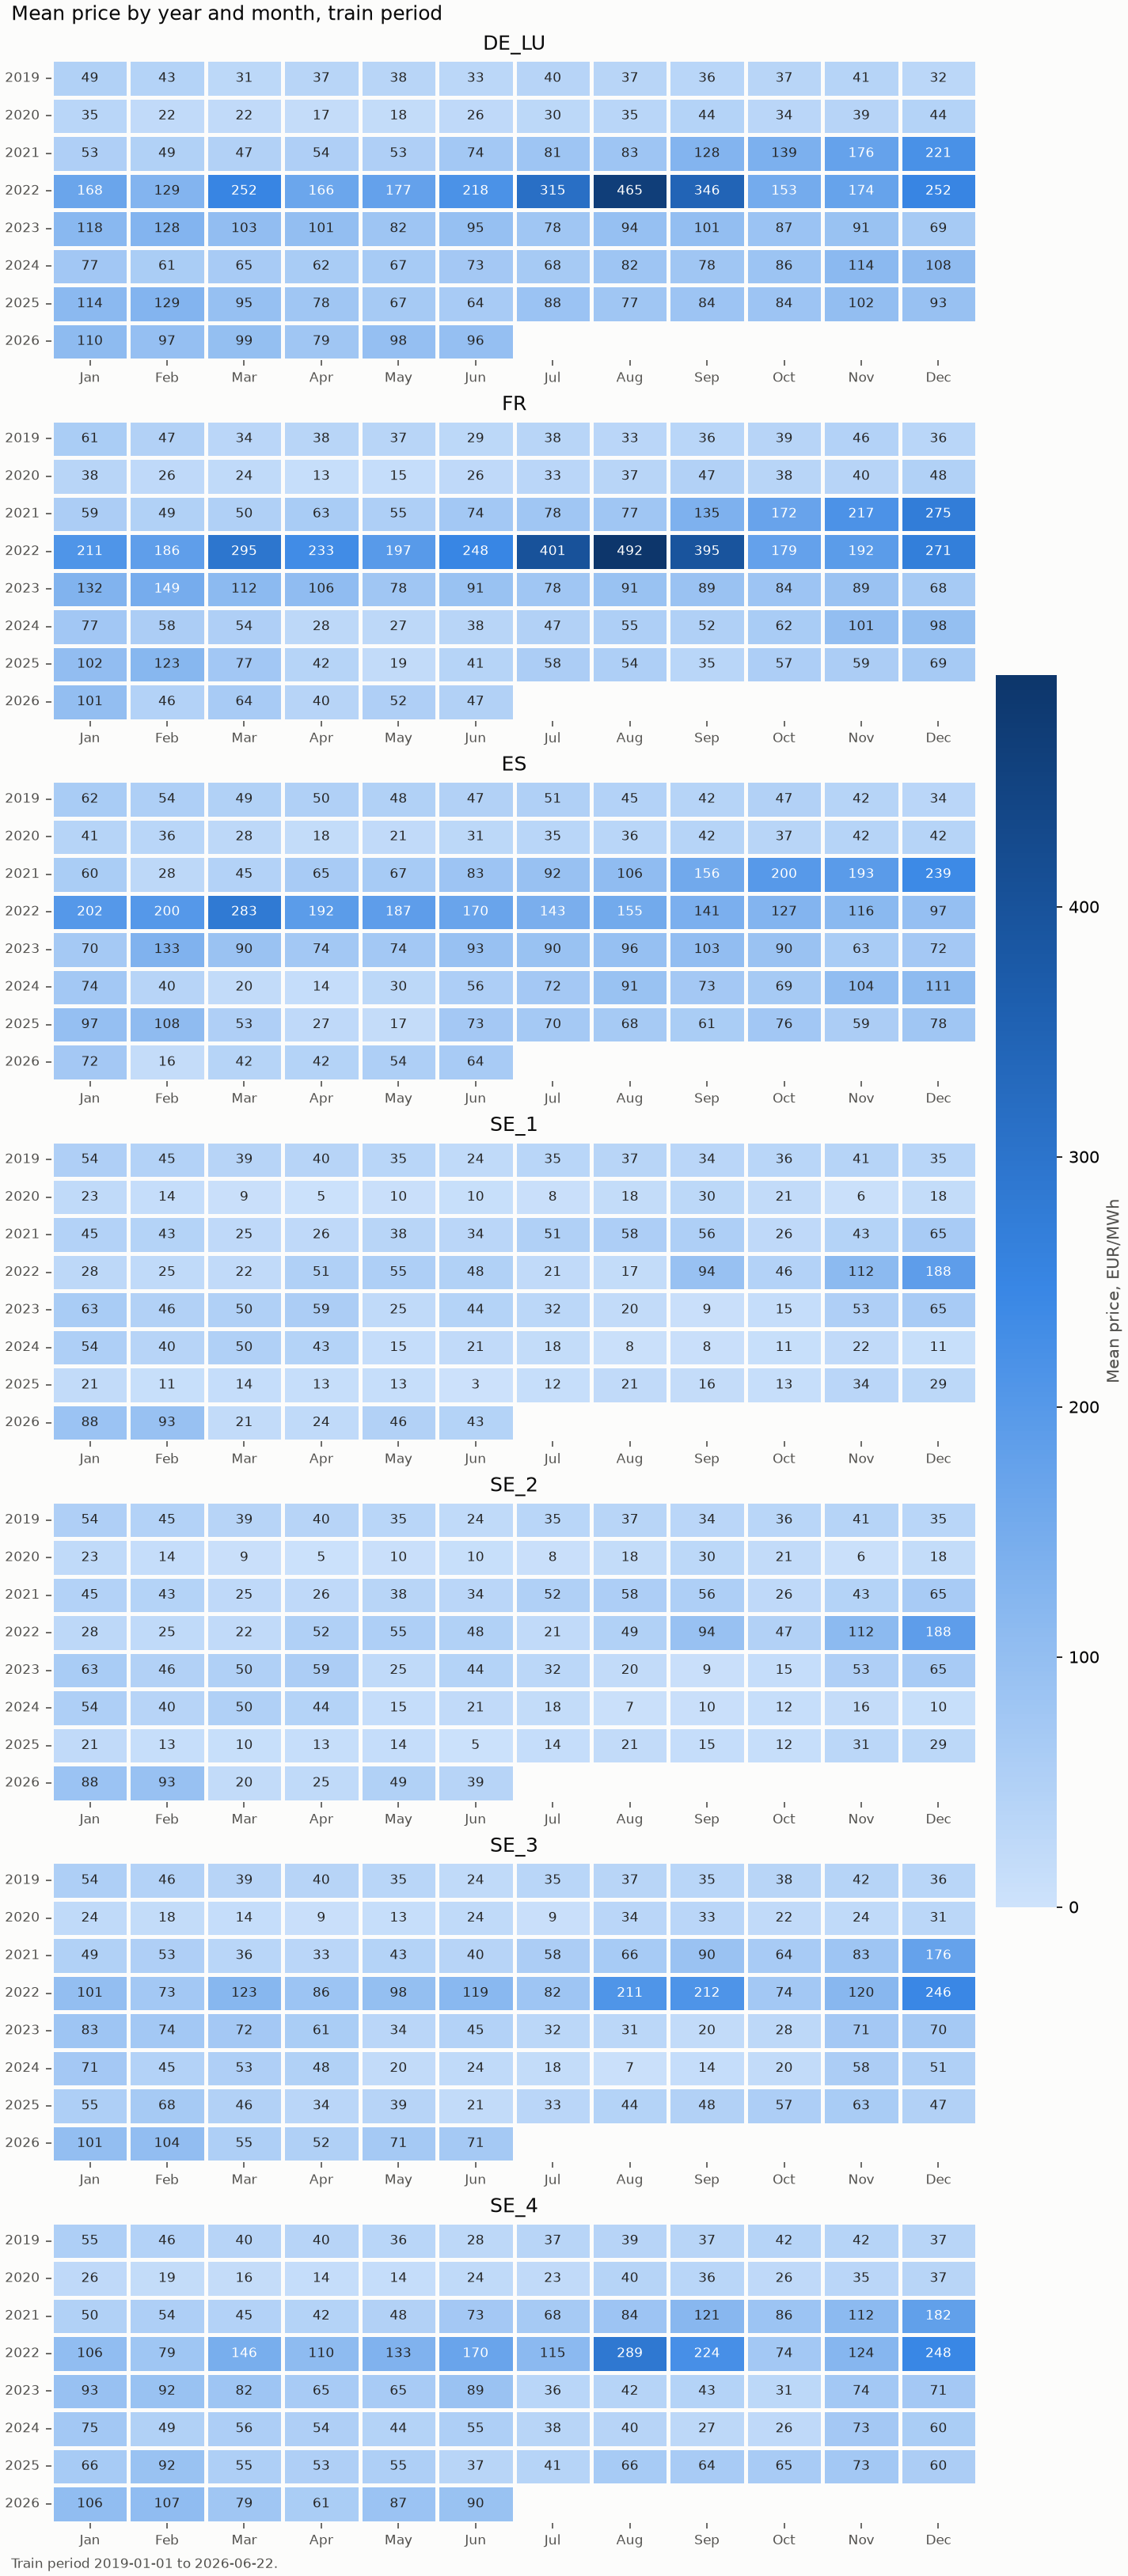 Mean price by year and month, train period
DE_LU
2019 49 43 31 37 38 33 40 37 36 37 41 32
2020 35 22 22 17 18 26 30 35 44 34 39 44
2021 53 49 47 54 53 74 81 83 128 139 176 221
2022 168 129 252 166 177 218 315 465 346 153 174 252
2023 118 128 103 101 82 95 78 94 101 87 91 69
2024 77 61 65 62 67 73 68 82 78 86 114 108
2025 114 129 95 78 67 64 88 77 84 84 102 93
2026 110 97 99 79 98 96
Jan Feb Mar Apr May Jun Jul Aug Sep Oct Nov Dec
FR
2019 61 47 34 38 37 29 38 33 36 39 46 36
2020 38 26 24 13 15 26 33 37 47 38 40 48
2021 59 49 50 63 55 74 78 77 135 172 217 275
2022 211 186 295 233 197 248 401 492 395 179 192 271
2023 132 149 112 106 78 91 78 91 89 84 89 68
2024 77 58 54 28 27 38 47 55 52 62 101 98
2025 102 123 77 42 19 41 58 54 35 57 59 69
2026 101 46 64 40 52 47
Jan Feb Mar Apr May Jun Jul Aug Sep Oct Nov Dec
ES
2019 62 54 49 50 48 47 51 45 42 47 42 34
2020 41 36 28 18 21 31 35 36 42 37 42 42
2021 60 28 45 65 67 83 92 106 156 200 193 239
2022 202 200 283 192 187 170 143 155 141 127 116 97
2023 70 133 90 74 74 93 90 96 103 90 63 72
2024 74 40 20 14 30 56 72 91 73 69 104 111
2025 97 108 53 27 17 73 70 68 61 76 59 78
2026 72 16 42 42 54 64
Jan Feb Mar Apr May Jun Jul Aug Sep Oct Nov Dec
SE_1
2019 54 45 39 40 35 24 35 37 34 36 41 35
2020 23 14 9 5 10 10 8 18 30 21 6 18
2021 45 43 25 26 38 34 51 58 56 26 43 65
2022 28 25 22 51 55 48 21 17 94 46 112 188
2023 63 46 50 59 25 44 32 20 9 15 53 65
2024 54 40 50 43 15 21 18 8 8 11 22 11
2025 21 11 14 13 13 3 12 21 16 13 34 29
2026 88 93 21 24 46 43
Jan Feb Mar Apr May Jun Jul Aug Sep Oct Nov Dec
SE_2
2019 54 45 39 40 35 24 35 37 34 36 41 35
2020 23 14 9 5 10 10 8 18 30 21 6 18
2021 45 43 25 26 38 34 52 58 56 26 43 65
2022 28 25 22 52 55 48 21 49 94 47 112 188
2023 63 46 50 59 25 44 32 20 9 15 53 65
2024 54 40 50 44 15 21 18 7 10 12 16 10
2025 21 13 10 13 14 5 14 21 15 12 31 29
2026 88 93 20 25 49 39
Jan Feb Mar Apr May Jun Jul Aug Sep Oct Nov Dec
SE_3
2019 54 46 39 40 35 24 35 37 35 38 42 36
2020 24 18 14 9 13 24 9 34 33 22 24 31
2021 49 53 36 33 43 40 58 66 90 64 83 176
2022 101 73 123 86 98 119 82 211 212 74 120 246
2023 83 74 72 61 34 45 32 31 20 28 71 70
2024 71 45 53 48 20 24 18 7 14 20 58 51
2025 55 68 46 34 39 21 33 44 48 57 63 47
2026 101 104 55 52 71 71
Jan Feb Mar Apr May Jun Jul Aug Sep Oct Nov Dec
SE_4
2019 55 46 40 40 36 28 37 39 37 42 42 37
2020 26 19 16 14 14 24 23 40 36 26 35 37
2021 50 54 45 42 48 73 68 84 121 86 112 182
2022 106 79 146 110 133 170 115 289 224 74 124 248
2023 93 92 82 65 65 89 36 42 43 31 74 71
2024 75 49 56 54 44 55 38 40 27 26 73 60
2025 66 92 55 53 55 37 41 66 64 65 73 60
2026 106 107 79 61 87 90
Jan Feb Mar Apr May Jun Jul Aug Sep Oct Nov Dec
400
300
200
100
0
Mean price, EUR/MWh
Train period 2019-01-01 to 2026-06-22.